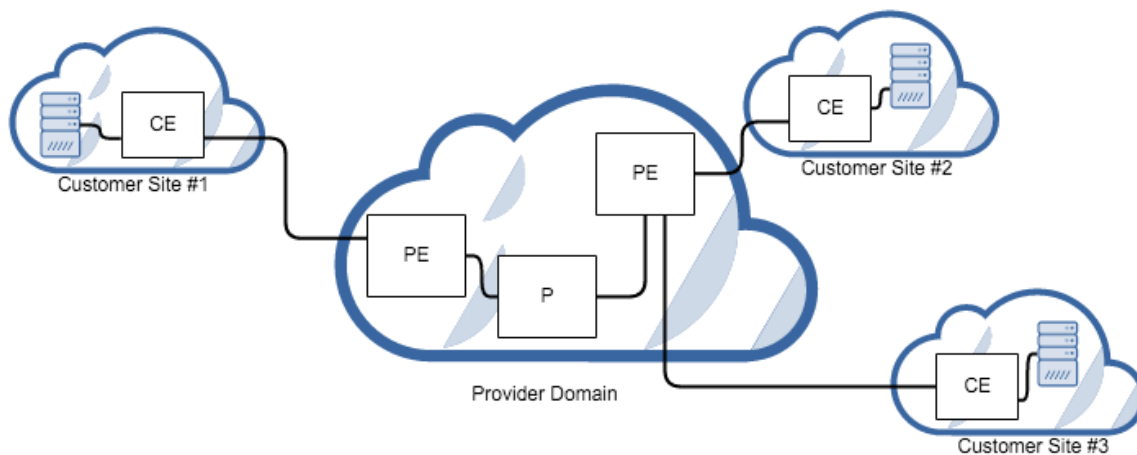 CE
Customer Site #1
CE
Customer Site #2
PE
PE
P
Provider Domain
CE
Customer Site #3